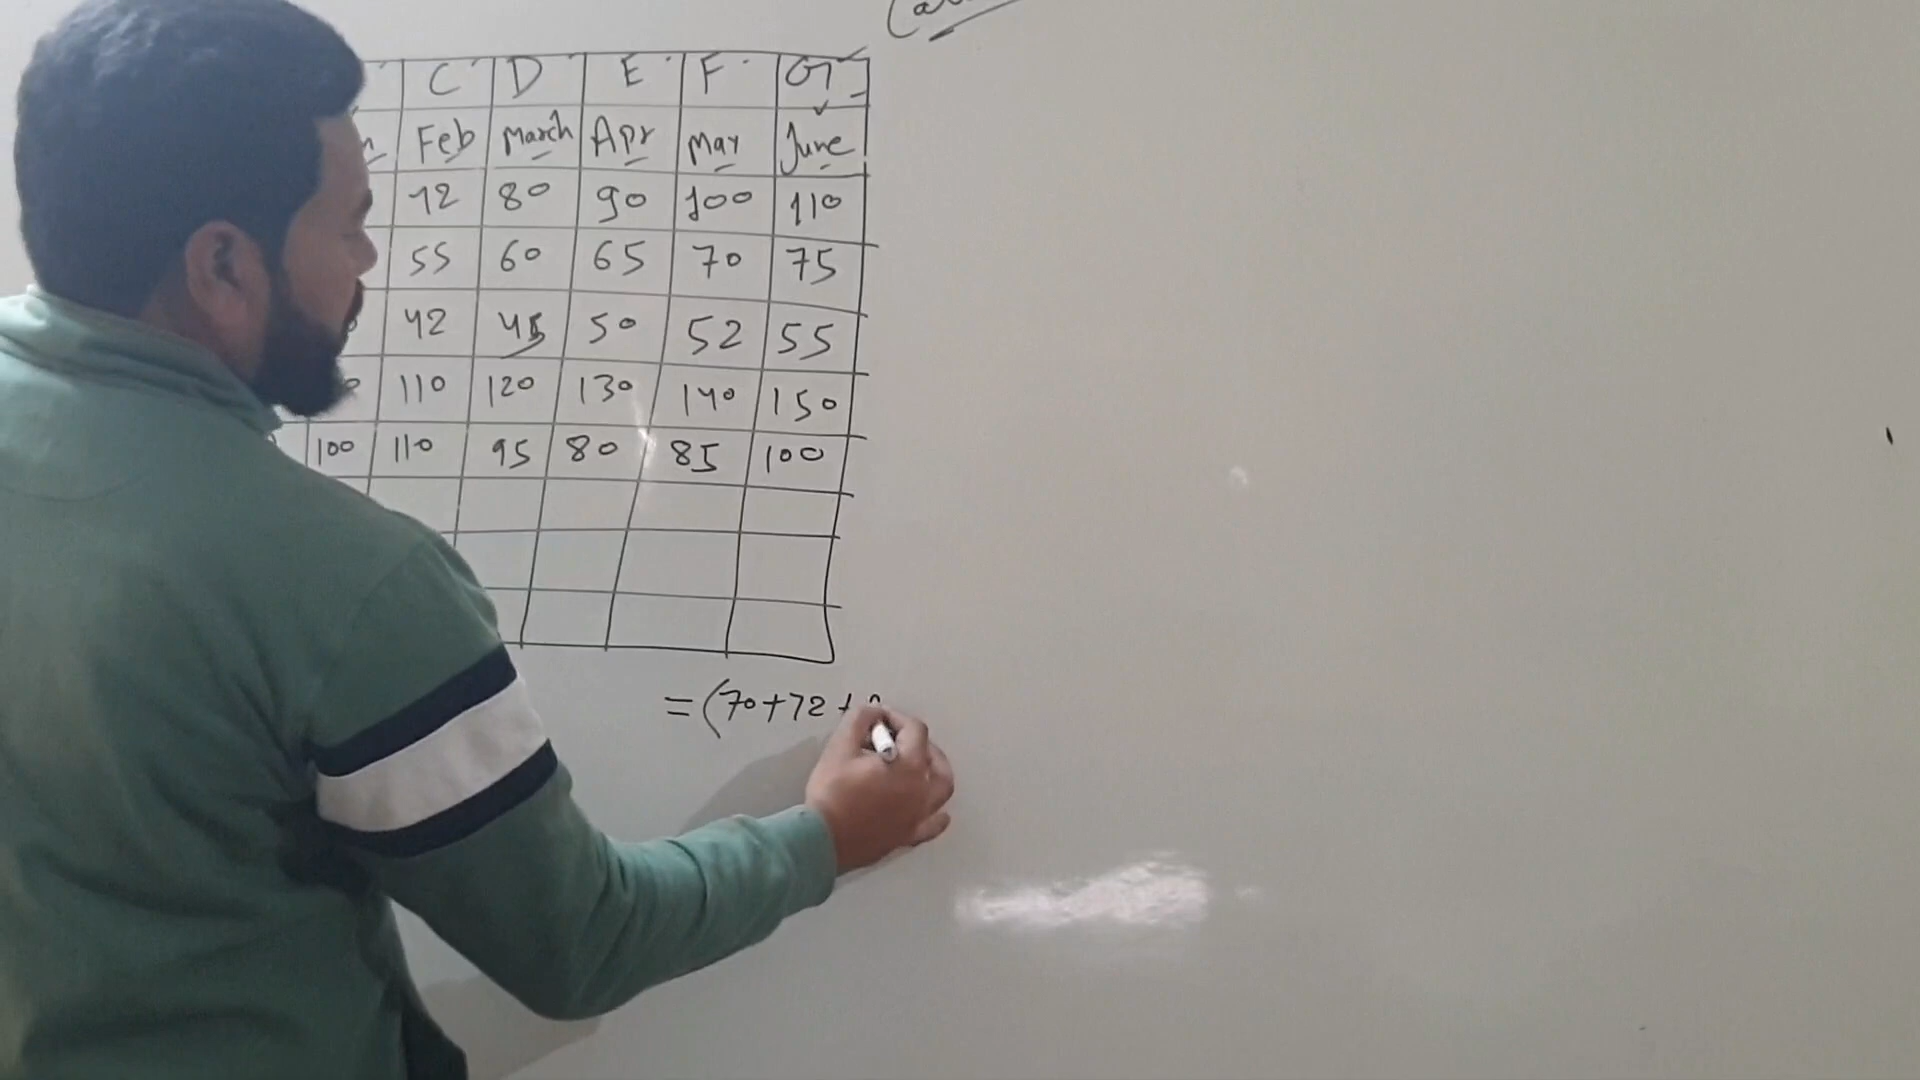 C D E F G
Feb March Apr May June
72 80 90 100 110
55 60 65 70 75
42 45 50 52 55
110 120 130 140 150
100 110 95 80 85 100
=(70+72+